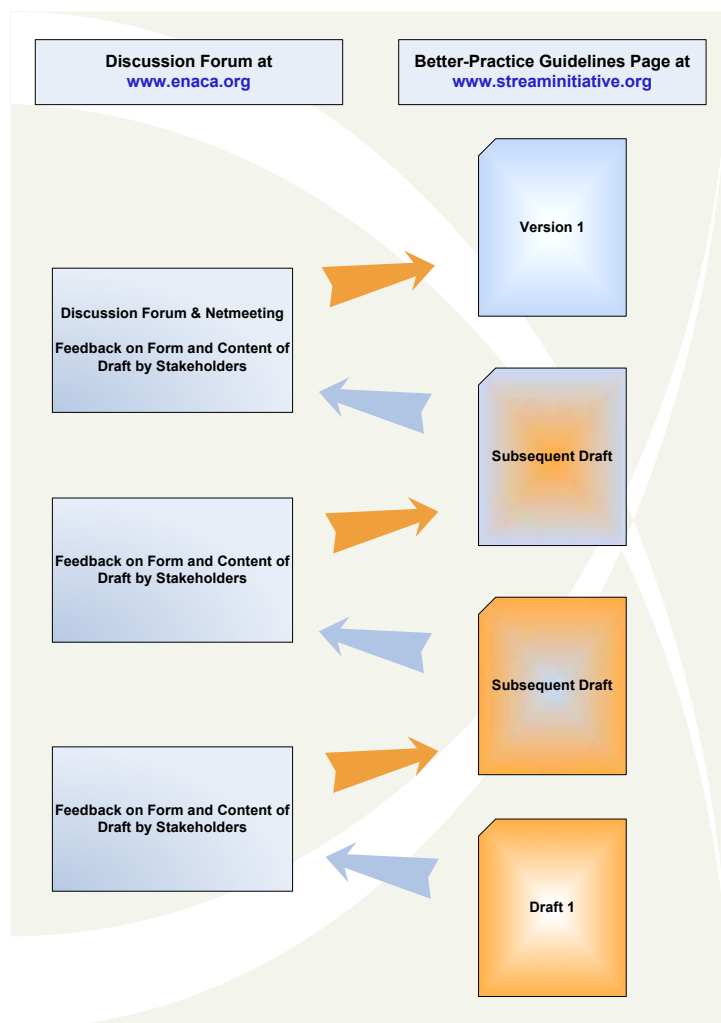 Discussion Forum at
www.enaca.org
Better-Practice Guidelines Page at
www.streaminitiative.org
Version 1
Discussion Forum & Netmeeting
Feedback on Form and Content of
Draft by Stakeholders
Subsequent Draft
Feedback on Form and Content of
Draft by Stakeholders
Subsequent Draft
Feedback on Form and Content of
Draft by Stakeholders
Draft 1